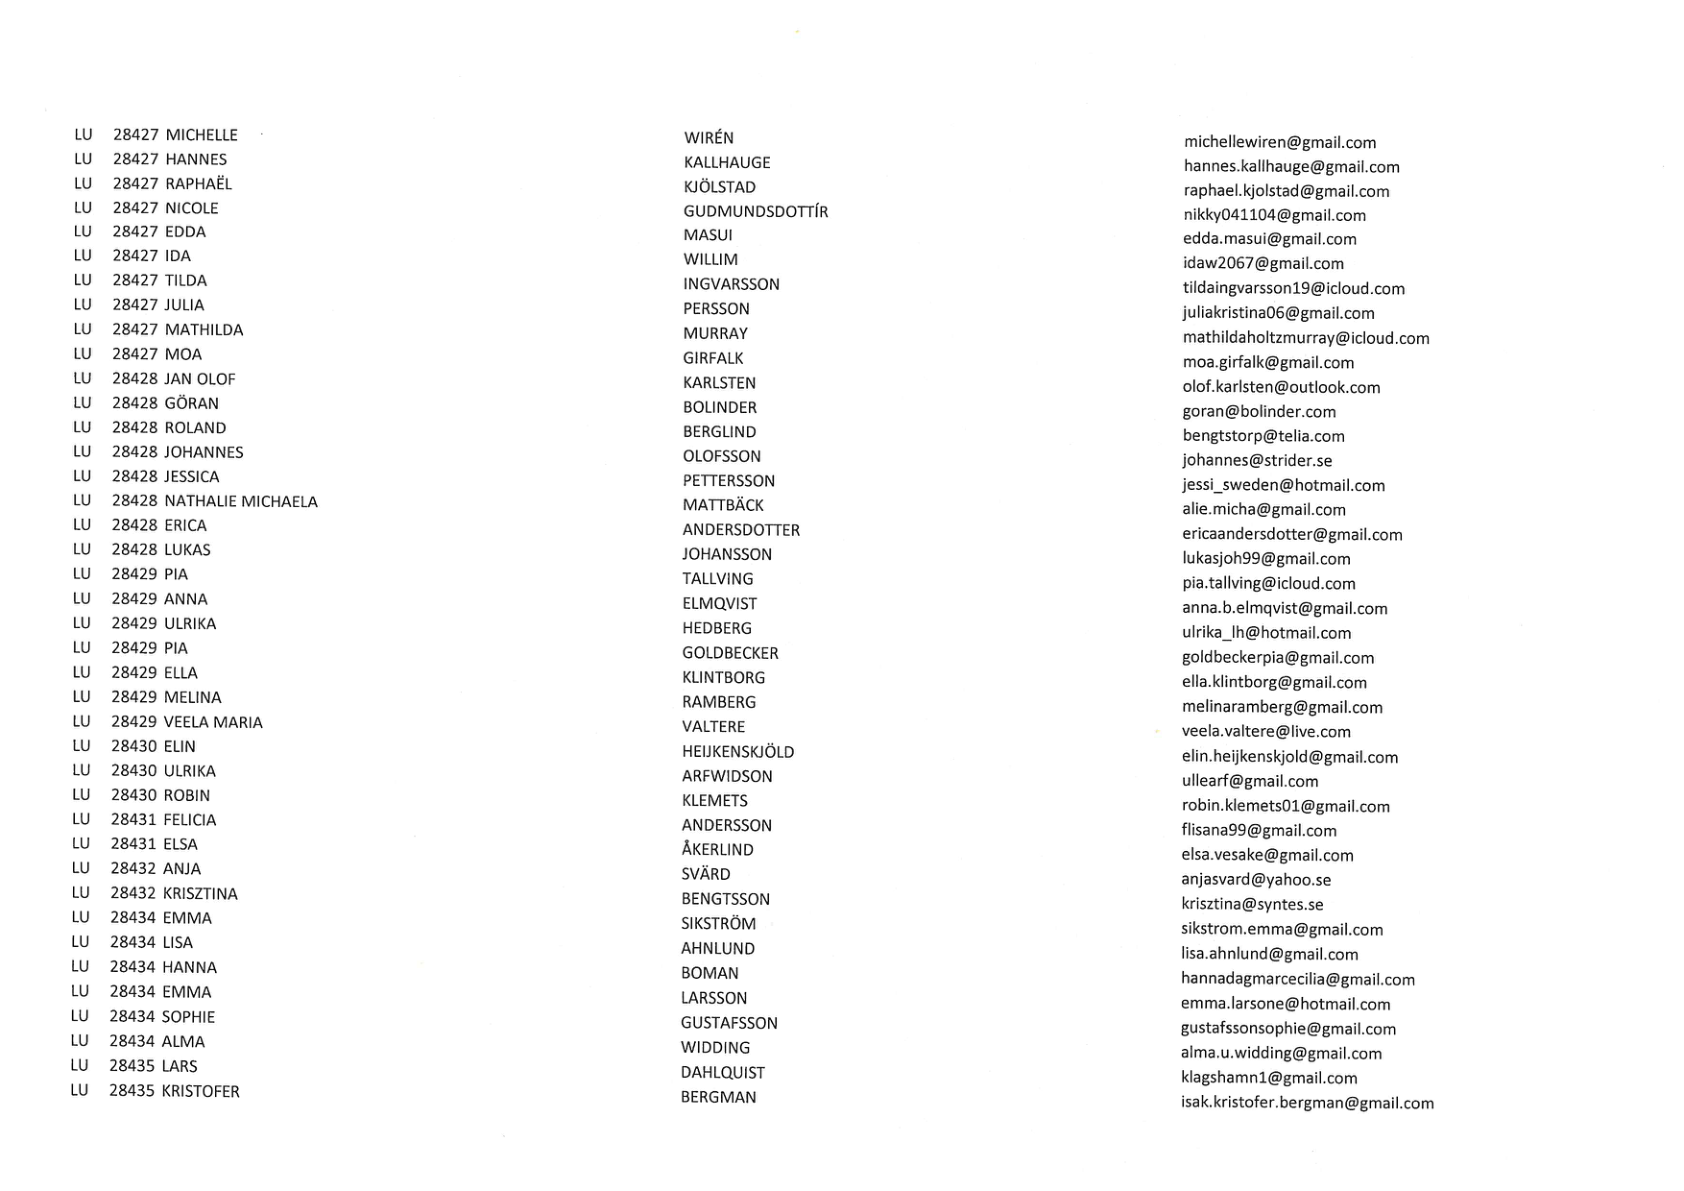 LU 28427 MICHELLE WIRÉN michellewiren@gmail.com
LU 28427 HANNES KALLHAUGE hannes.kallhauge@gmail.com
LU 28427 RAPHAËL KJÖLSTAD raphael.kjolstad@gmail.com
LU 28427 NICOLE GUDMUNDSDOTTÍR nikky041104@gmail.com
LU 28427 EDDA MASUI edda.masui@gmail.com
LU 28427 IDA WILLIM idaw2067@gmail.com
LU 28427 TILDA INGVARSSON tildaingvarsson19@icloud.com
LU 28427 JULIA PERSSON juliakristina06@gmail.com
LU 28427 MATHILDA MURRAY mathildaholtzmurray@icloud.com
LU 28427 MOA GIRFALK moa.girfalk@gmail.com
LU 28428 JAN OLOF KARLSTEN olof.karlsten@outlook.com
LU 28428 GÖRAN BOLINDER goran@bolinder.com
LU 28428 ROLAND BERGLIND bengtstorp@telia.com
LU 28428 JOHANNES OLOFSSON johannes@strider.se
LU 28428 JESSICA PETTERSSON jessi_sweden@hotmail.com
LU 28428 NATHALIE MICHAELA MATTBÄCK alie.micha@gmail.com
LU 28428 ERICA ANDERSDOTTER ericaandersdotter@gmail.com
LU 28428 LUKAS JOHANSSON lukasjoh99@gmail.com
LU 28429 PIA TALLVING pia.tallving@icloud.com
LU 28429 ANNA ELMQVIST anna.b.elmqvist@gmail.com
LU 28429 ULRIKA HEDBERG ulrika_lh@hotmail.com
LU 28429 PIA GOLDBECKER goldbeckerpia@gmail.com
LU 28429 ELLA KLINTBORG ella.klintborg@gmail.com
LU 28429 MELINA RAMBERG melinaramberg@gmail.com
LU 28429 VEELA MARIA VALTERE veela.valtere@live.com
LU 28430 ELIN HEIJKENSKJÖLD elin.heijkenskjold@gmail.com
LU 28430 ULRIKA ARFWIDSON ullearf@gmail.com
LU 28430 ROBIN KLEMETS robin.klemets01@gmail.com
LU 28431 FELICIA ANDERSSON flisana99@gmail.com
LU 28431 ELSA ÅKERLIND elsa.vesake@gmail.com
LU 28432 ANJA SVÄRD anjasvard@yahoo.se
LU 28432 KRISZTINA BENGTSSON krisztina@syntes.se
LU 28434 EMMA SIKSTRÖM sikstrom.emma@gmail.com
LU 28434 LISA AHNLUND lisa.ahnlund@gmail.com
LU 28434 HANNA BOMAN hannadagmarcecilia@gmail.com
LU 28434 EMMA LARSSON emma.larsone@hotmail.com
LU 28434 SOPHIE GUSTAFSSON gustafssonsophie@gmail.com
LU 28434 ALMA WIDDING alma.u.widding@gmail.com
LU 28435 LARS DAHLQUIST klagshamn1@gmail.com
LU 28435 KRISTOFER BERGMAN isak.kristofer.bergman@gmail.com